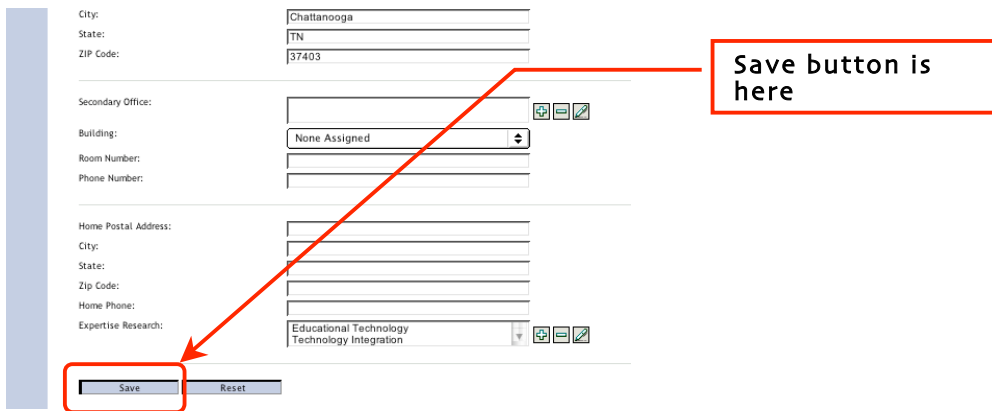 City: Chattanooga
State: TN
ZIP Code: 37403
Save button is
here
Secondary Office:
Building: None Assigned
Room Number:
Phone Number:
Home Postal Address:
City:
State:
Zip Code:
Home Phone:
Expertise Research: Educational Technology
Technology Integration
Save Reset